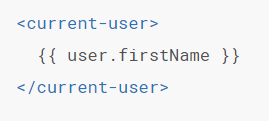 <current-user>
  {{ user.firstName }}
</current-user>